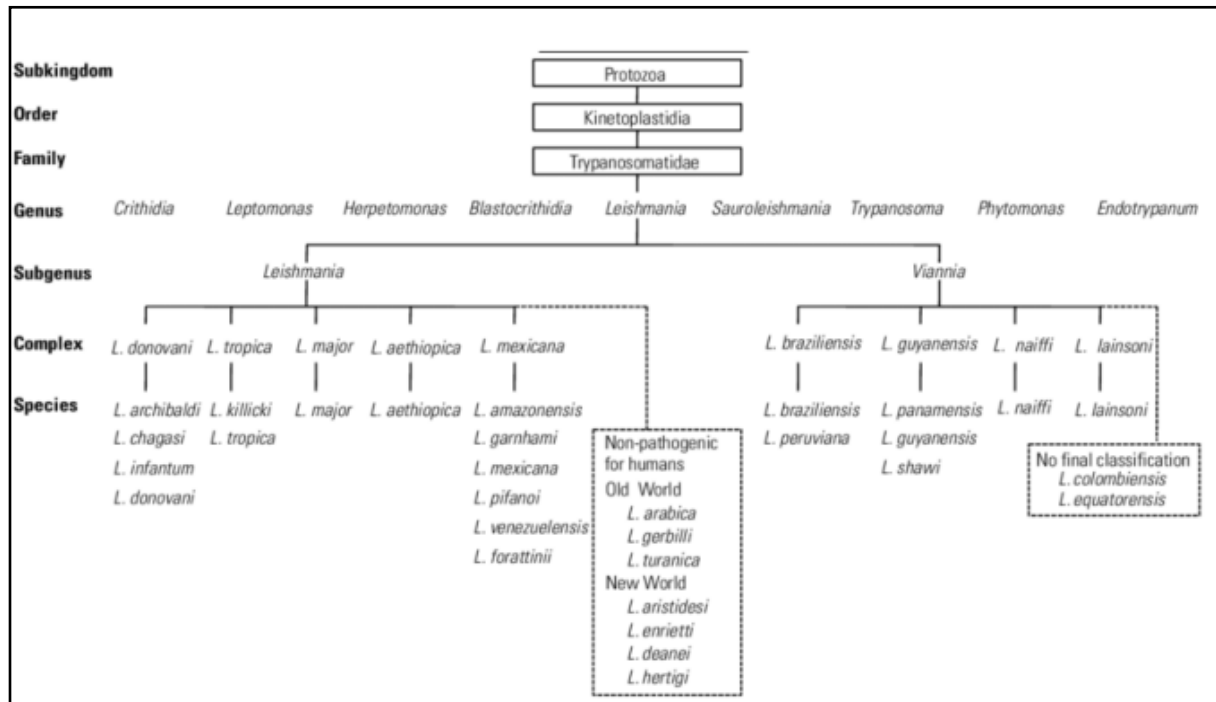 Subkingdom Protozoa
Order Kinetoplastidia
Family Trypanosomatidae
Genus Crithidia Leptomonas Herpetomonas Blastocrithidia Leishmania Sauroleishmania Trypanosoma Phytomonas Endotrypanum
Subgenus Leishmania Viannia
Complex L. donovani L. tropica L. major L. aethiopica L. mexicana L. braziliensis L. guyanensis L. naiffi L. lainsoni
Species L. archibaldi L. killicki L. major L. aethiopica L. amazonensis L. braziliensis L. panamensis L. naiffi L. lainsoni
L. chagasi L. tropica L. garnhami L. peruviana L. guyanensis
L. infantum L. mexicana L. shawi
L. donovani L. pifanoi
L. venezuelensis
L. forattinii
Non-pathogenic
for humans
Old World
L. arabica
L. gerbilli
L. turanica
New World
L. aristidesi
L. enrietti
L. deanei
L. hertigi
No final classification
L. colombiensis
L. equatorensis